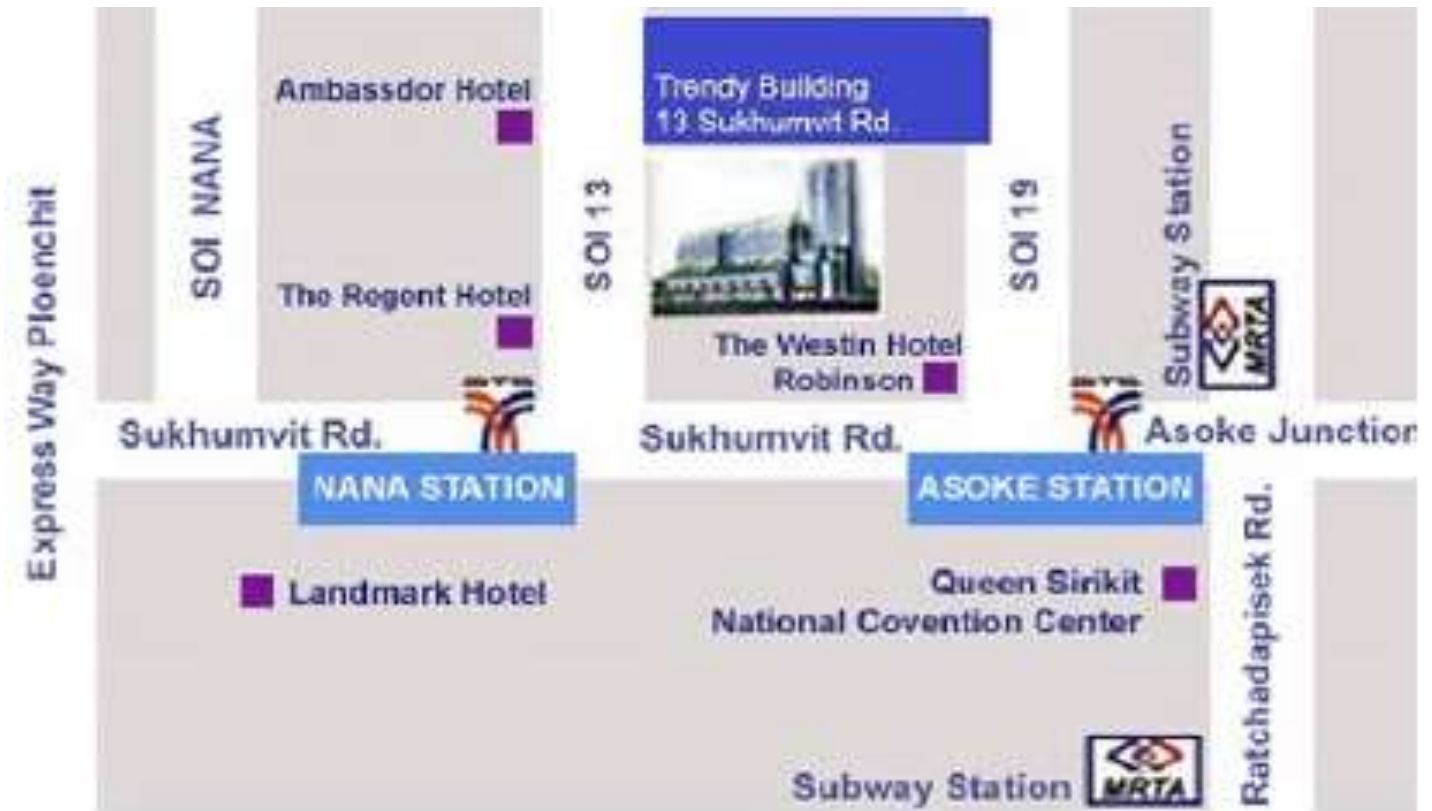 Ambassdor Hotel
Trendy Building
13 Sukhumvit Rd.
Express Way Ploenchit
SOI NANA
SOI 13
SOI 19
Subway Station
MRTA
The Regent Hotel
The Westin Hotel
Robinson
BTS
BTS
Sukhumvit Rd.
Sukhumvit Rd.
Asoke Junction
NANA STATION
ASOKE STATION
Landmark Hotel
Queen Sirikit
National Covention Center
Ratchadapisek Rd.
Subway Station
MRTA